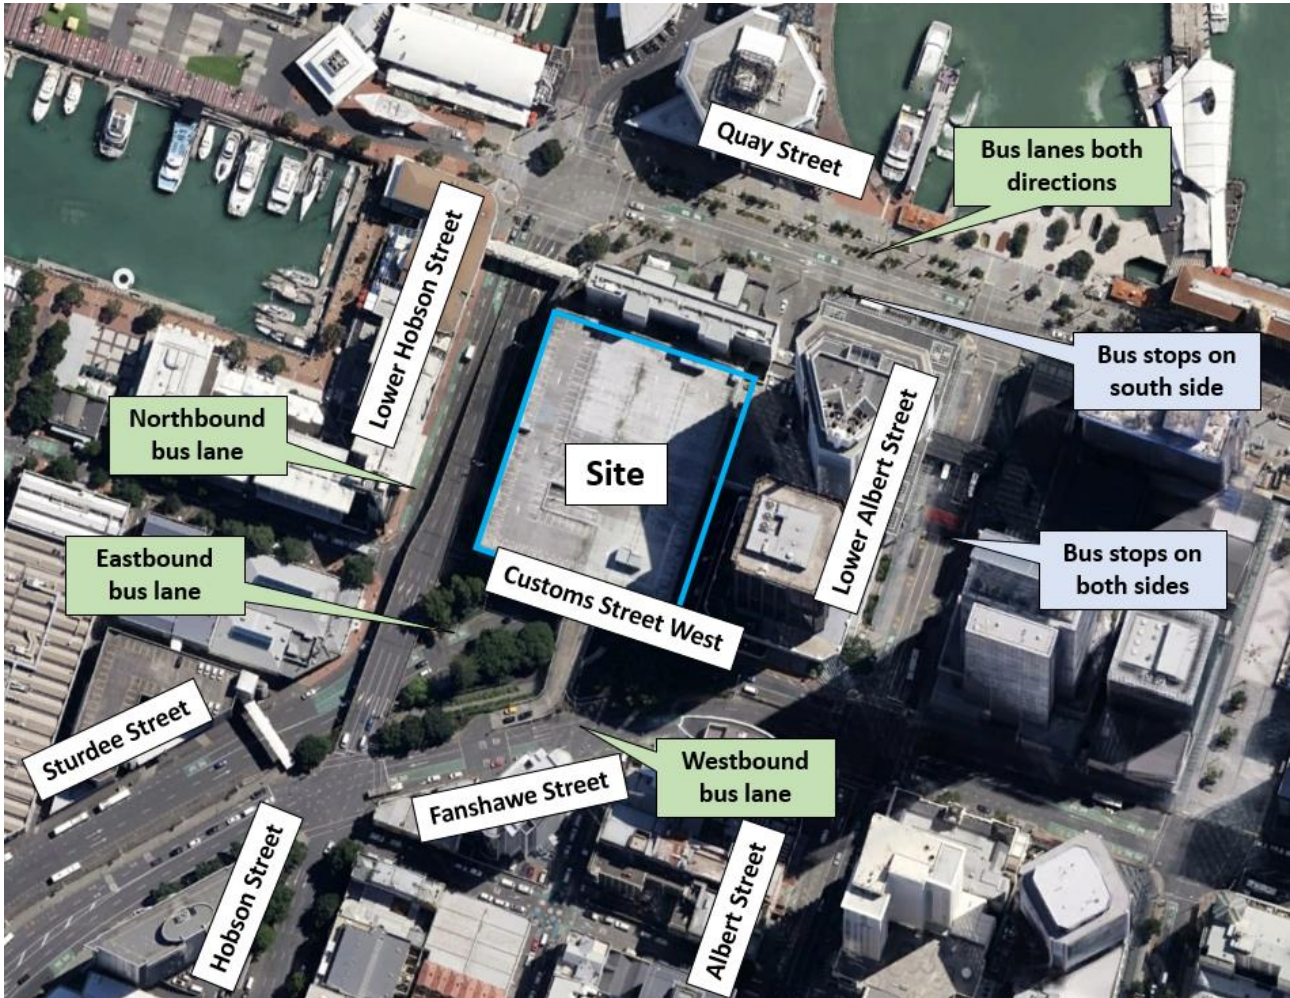 Quay Street
Bus lanes both
directions
Lower Hobson Street
Bus stops on
south side
Northbound
bus lane
Site
Lower Albert Street
Eastbound
bus lane
Customs Street West
Bus stops on
both sides
Sturdee Street
Westbound
bus lane
Fanshawe Street
Hobson Street
Albert Street